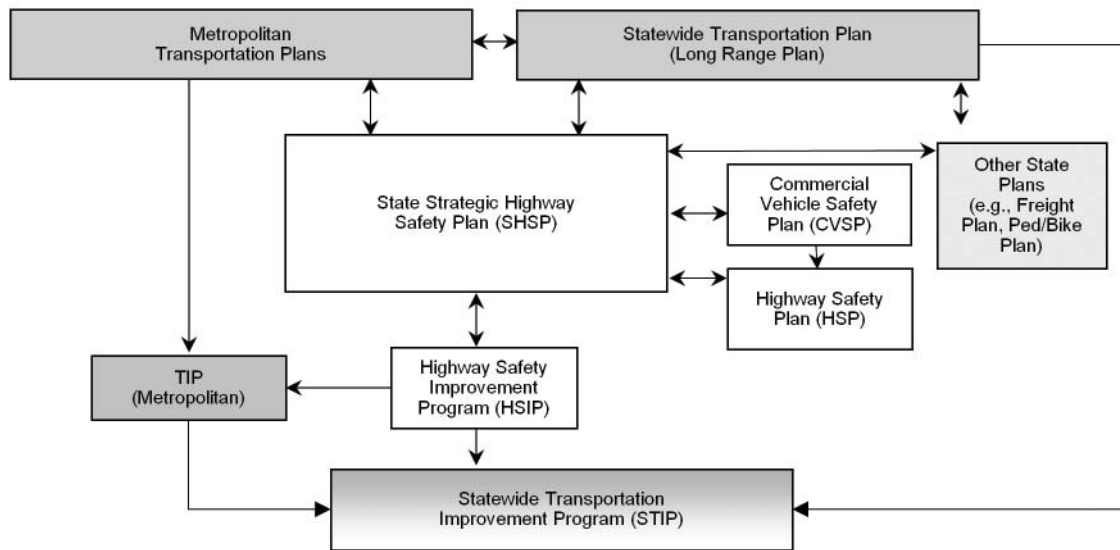 Metropolitan
Transportation Plans
Statewide Transportation Plan
(Long Range Plan)
State Strategic Highway
Safety Plan (SHSP)
Commercial
Vehicle Safety
Plan (CVSP)
Other State
Plans
(e.g., Freight
Plan, Ped/Bike
Plan)
Highway Safety
Plan (HSP)
TIP
(Metropolitan)
Highway Safety
Improvement
Program (HSIP)
Statewide Transportation
Improvement Program (STIP)